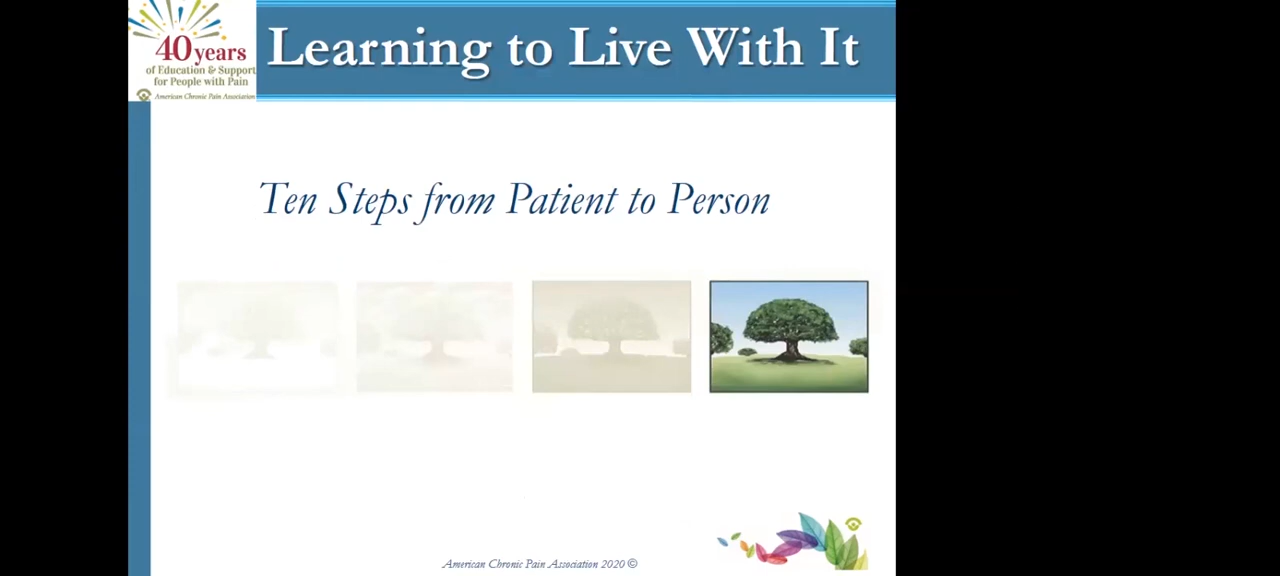 40 years
of Education & Support
for People with Pain
American Chronic Pain Association
Learning to Live With It
Ten Steps from Patient to Person
American Chronic Pain Association 2020 ©